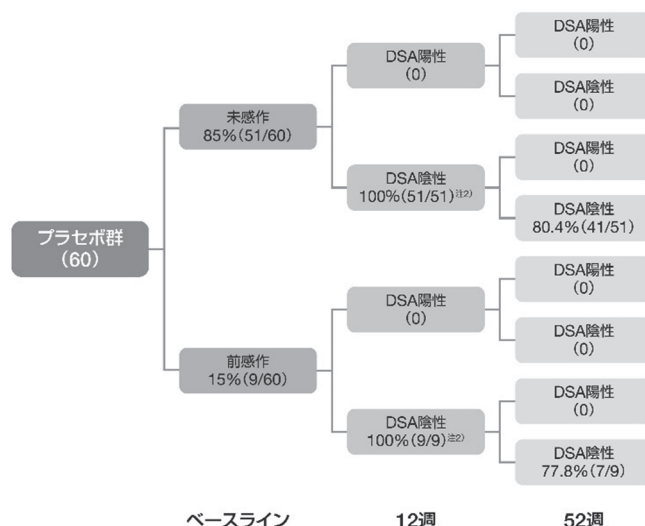 プラセボ群
(60)
未感作
85%(51/60)
前感作
15%(9/60)
DSA陽性
(0)
DSA陰性
100%(51/51)注2)
DSA陽性
(0)
DSA陰性
100%(9/9)注2)
DSA陽性
(0)
DSA陰性
(0)
DSA陽性
(0)
DSA陰性
80.4%(41/51)
DSA陽性
(0)
DSA陰性
(0)
DSA陽性
(0)
DSA陰性
77.8%(7/9)
ベースライン
12週
52週